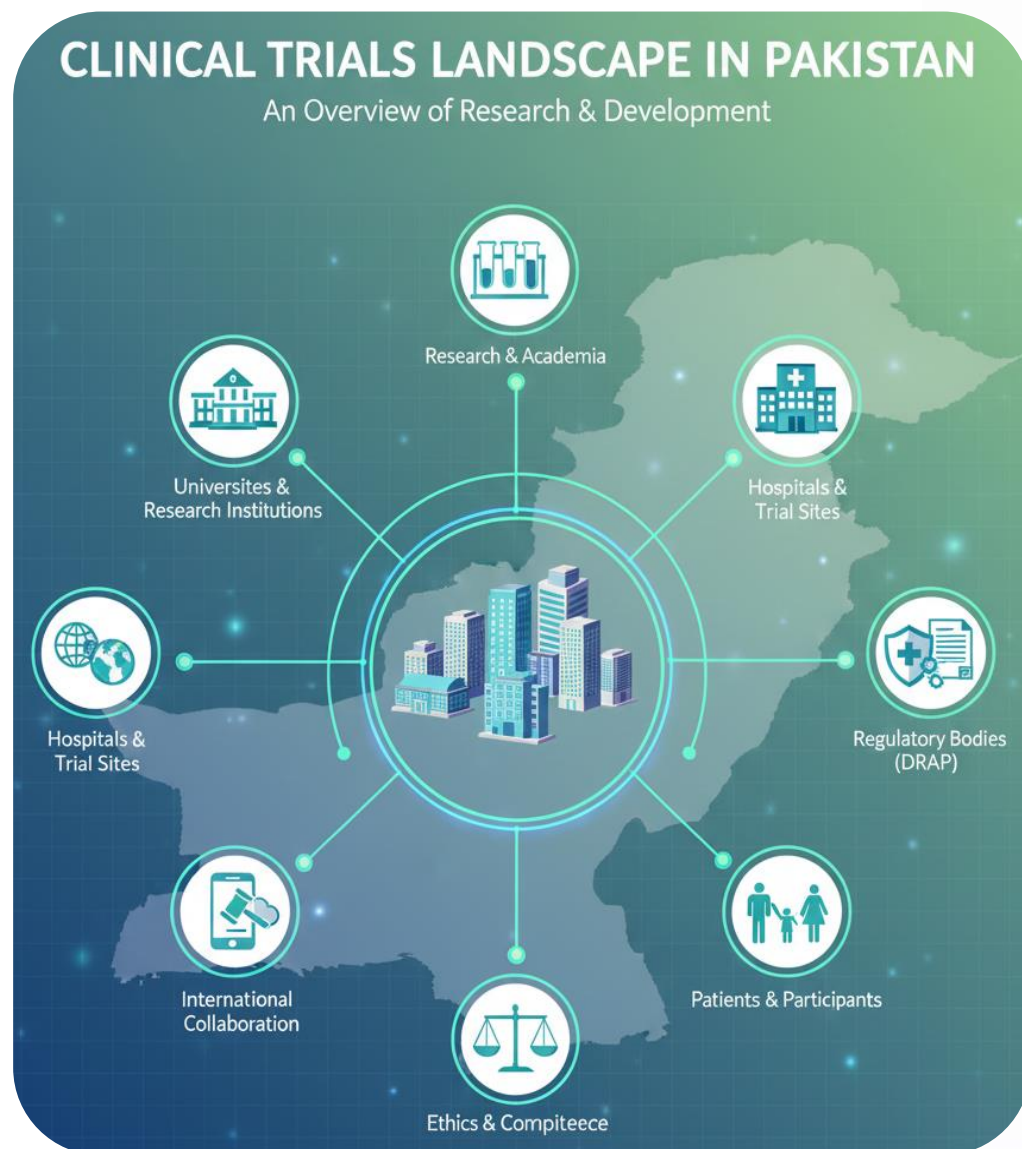 CLINICAL TRIALS LANDSCAPE IN PAKISTAN
An Overview of Research & Development
Research & Academia
Universites &
Research Institutions
Hospitals &
Trial Sites
Hospitals &
Trial Sites
Regulatory Bodies
(DRAP)
International
Collaboration
Patients & Participants
Ethics & Compiteece